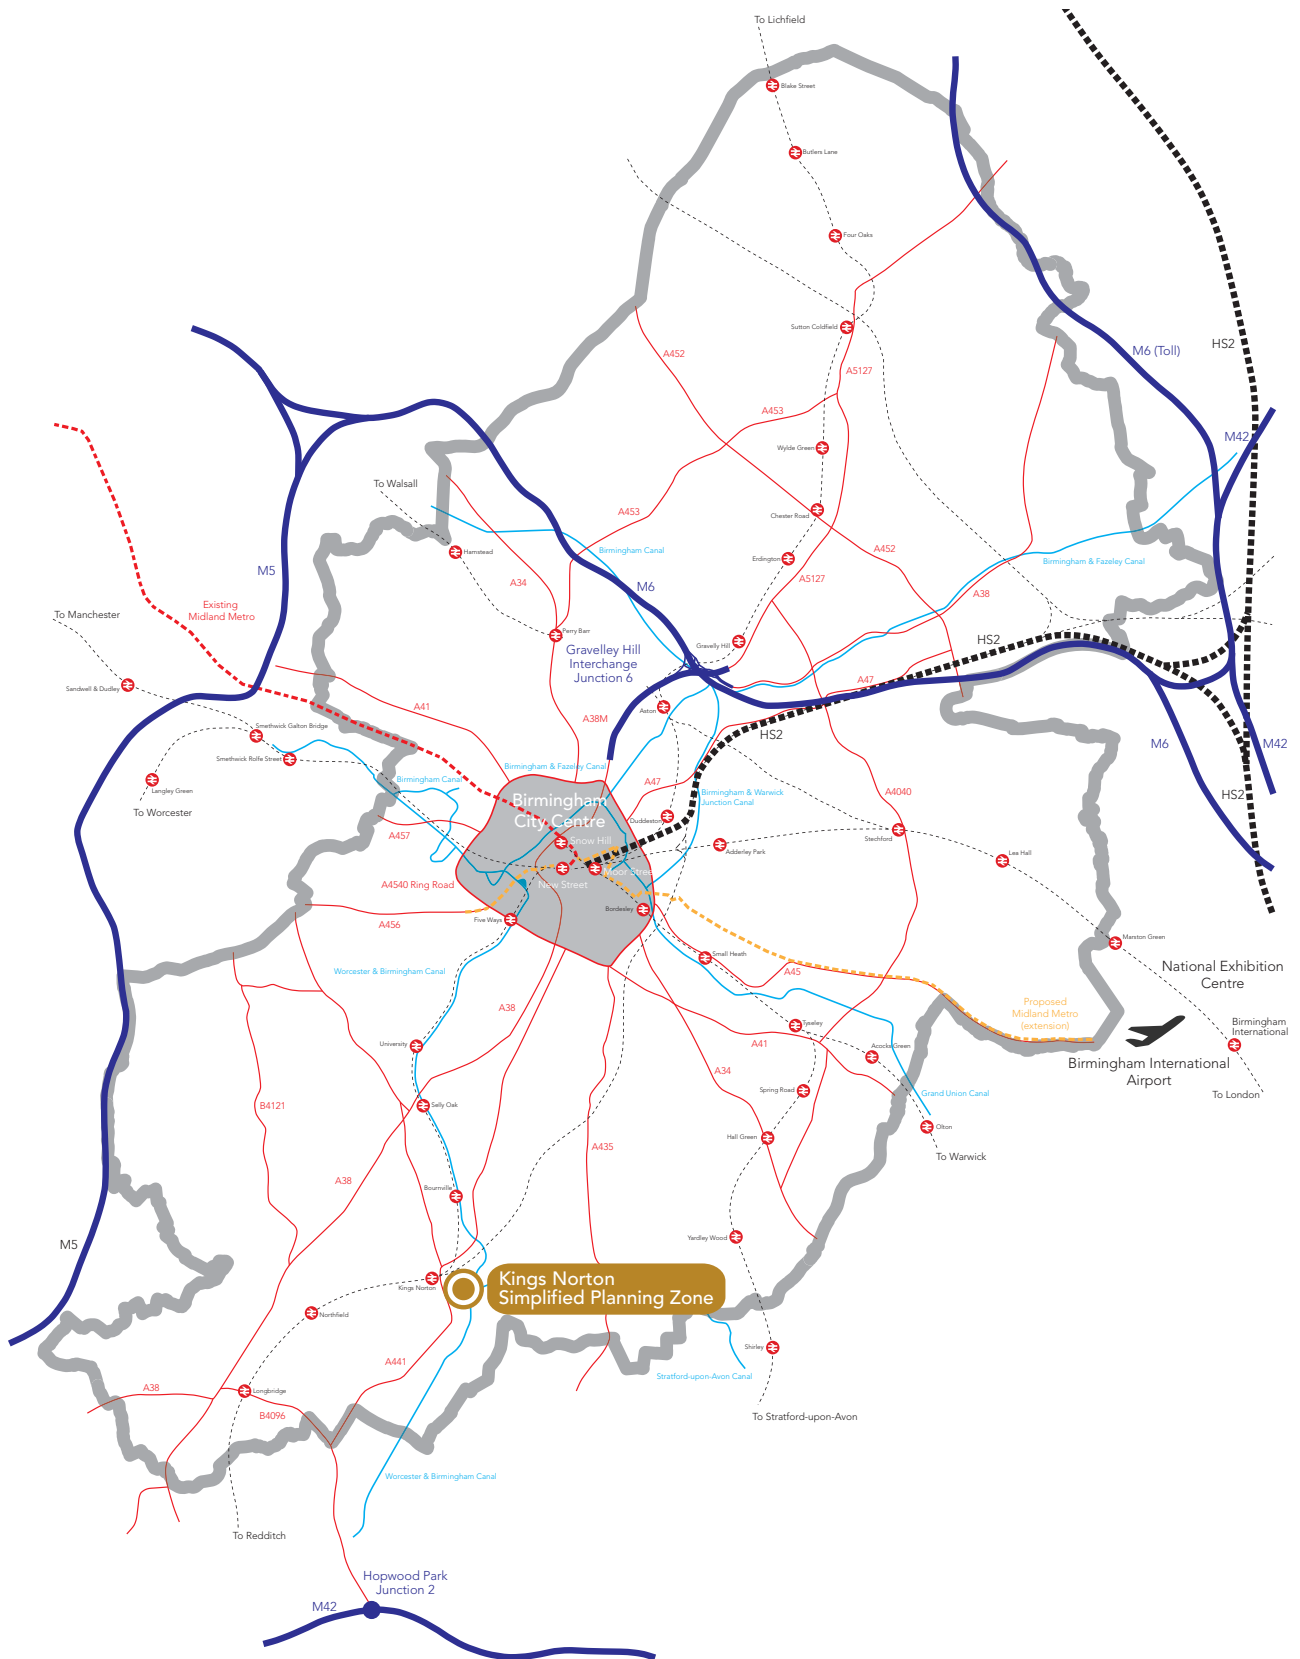 To Lichfield
Blake Street
Butlers Lane
Four Oaks
Sutton Coldfield
HS2
M6 (Toll)
A452
A5127
A453
M42
Wylde Green
To Walsall
A453
Chester Road
Hamstead
Birmingham Canal
A452
Erdington
Birmingham & Fazeley Canal
M5
A34
M6
A5127
A38
Existing
Midland Metro
To Manchester
Perry Barr
Gravelly Hill
HS2
Gravelley Hill
Interchange
Junction 6
Sandwell & Dudley
A47
A41
Aston
A38M
Smethwick Galton Bridge
HS2
M6
M42
Smethwick Rolfe Street
Birmingham & Fazeley Canal
Birmingham Canal
A47
Langley Green
Birmingham & Warwick
Junction Canal
A4040
HS2
Birmingham
City Centre
To Worcester
Duddeston
A457
Snow Hill
Stechford
Adderley Park
Lea Hall
Moor Street
New Street
A4540 Ring Road
Bordesley
Five Ways
A456
Marston Green
Small Heath
Worcester & Birmingham Canal
A45
National Exhibition
Centre
A38
Proposed
Midland Metro
(extension)
Tyseley
Birmingham
International
University
A41
Acocks Green
Birmingham International
Airport
A34
Spring Road
Grand Union Canal
To London
B4121
Selly Oak
Olton
Hall Green
A435
To Warwick
A38
Bournville
Yardley Wood
M5
Kings Norton
Kings Norton
Simplified Planning Zone
Northfield
Shirley
A441
Stratford-upon-Avon Canal
A38
Longbridge
B4096
To Stratford-upon-Avon
Worcester & Birmingham Canal
To Redditch
Hopwood Park
Junction 2
M42